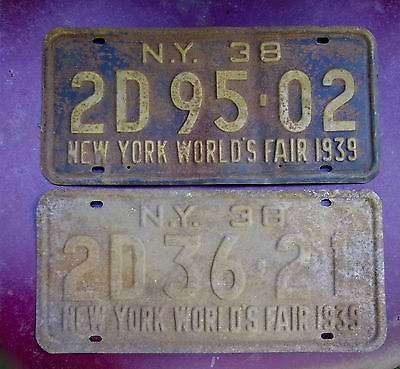 N.Y. 38
2D 95·02
NEW YORK WORLD'S FAIR 1939
N.Y. 38
2D 36·21
NEW YORK WORLD'S FAIR 1939